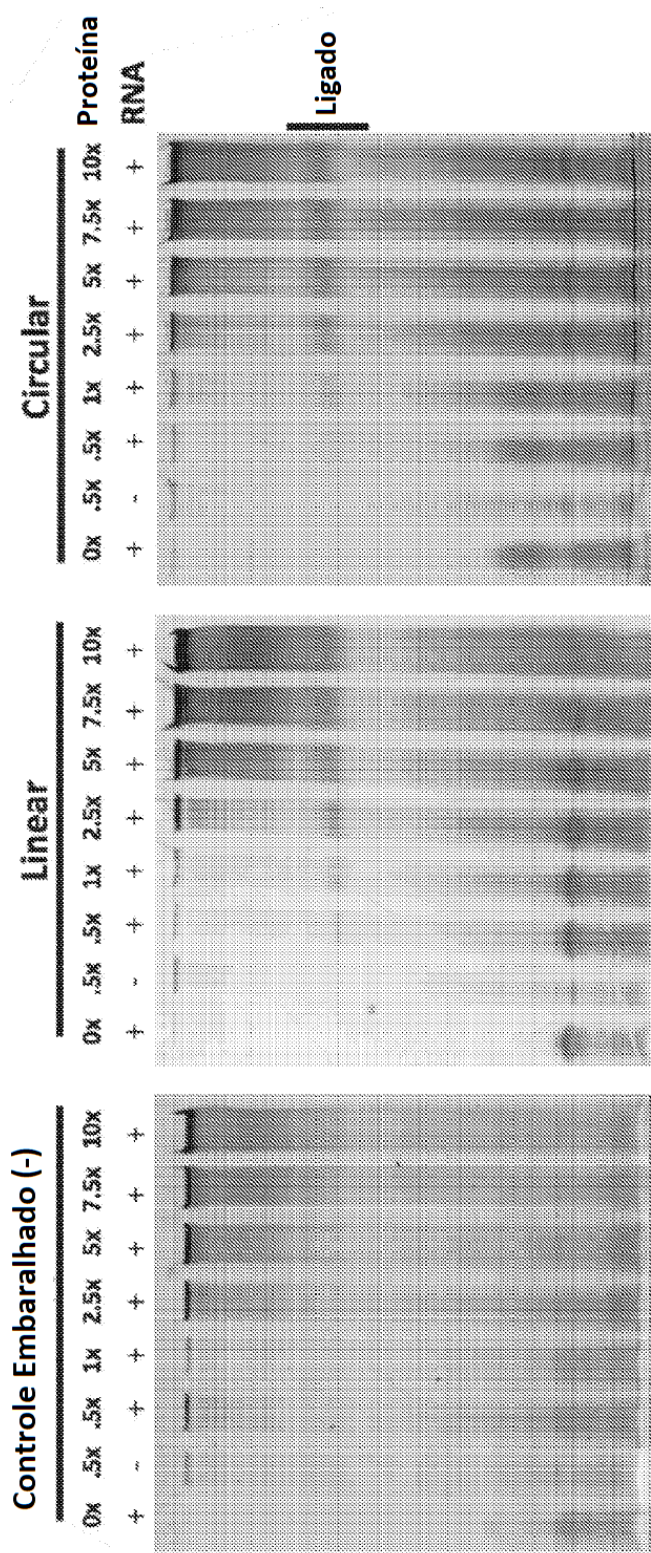 Controle Embaralhado (-)
0x .5x .5x 1x 2.5x 5x 7.5x 10x
+ - + + + + + +
Linear
0x .5x .5x 1x 2.5x 5x 7.5x 10x
+ - + + + + + +
Circular
0x .5x .5x 1x 2.5x 5x 7.5x 10x Proteína
+ - + + + + + + RNA
Ligado